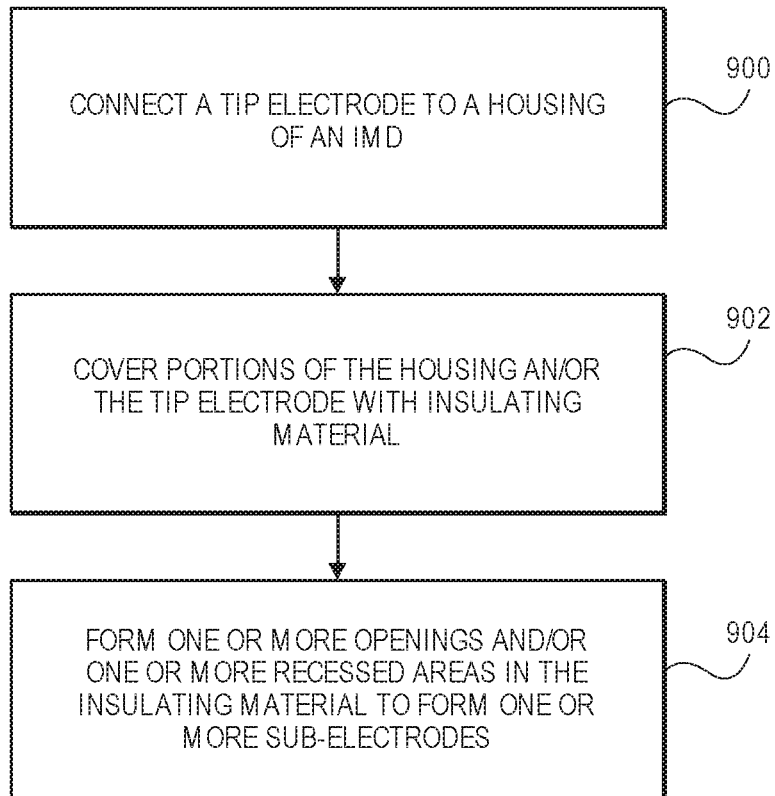 CONNECT A TIP ELECTRODE TO A HOUSING
OF AN IMD
900
COVER PORTIONS OF THE HOUSING AN/OR
THE TIP ELECTRODE WITH INSULATING
MATERIAL
902
FORM ONE OR MORE OPENINGS AND/OR
ONE OR MORE RECESSED AREAS IN THE
INSULATING MATERIAL TO FORM ONE OR
MORE SUB-ELECTRODES
904